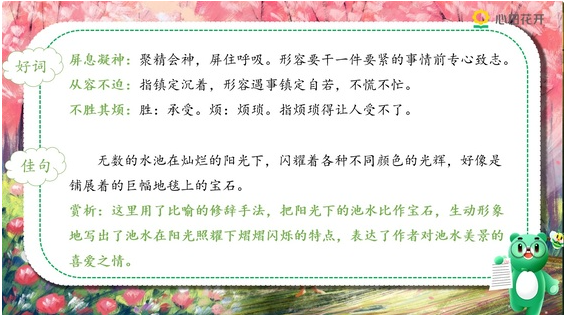 心的花开
好词
屏息凝神：聚精会神，屏住呼吸。形容要干一件要紧的事情前专心致志。
从容不迫：指镇定沉着，形容遇事镇定自若，不慌不忙。
不胜其烦：胜：承受。烦：烦琐。指烦琐得让人受不了。
佳句
无数的水池在灿烂的阳光下，闪耀着各种不同颜色的光辉，好像是
铺展着的巨幅地毯上的宝石。
赏析：这里用了比喻的修辞手法，把阳光下的池水比作宝石，生动形象
地写出了池水在阳光照耀下熠熠闪烁的特点，表达了作者对池水美景的
喜爱之情。